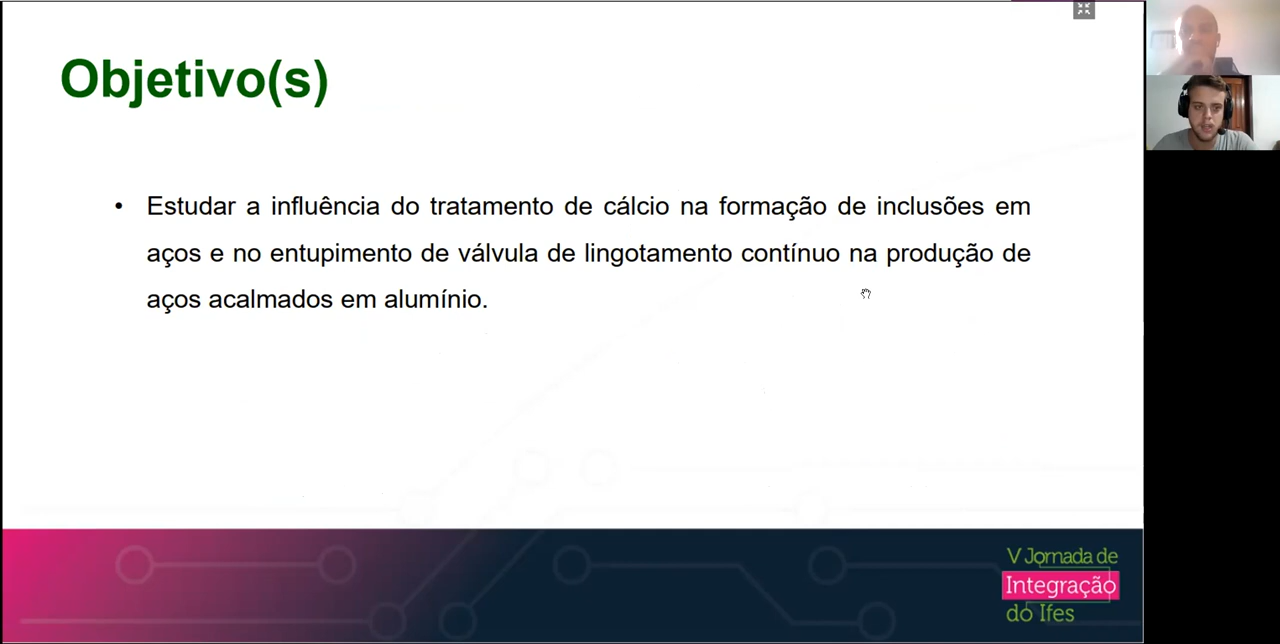 Objetivo(s)
• Estudar a influência do tratamento de cálcio na formação de inclusões em
aços e no entupimento de válvula de lingotamento contínuo na produção de
aços acalmados em alumínio.
V Jornada de
Integração
do Ifes